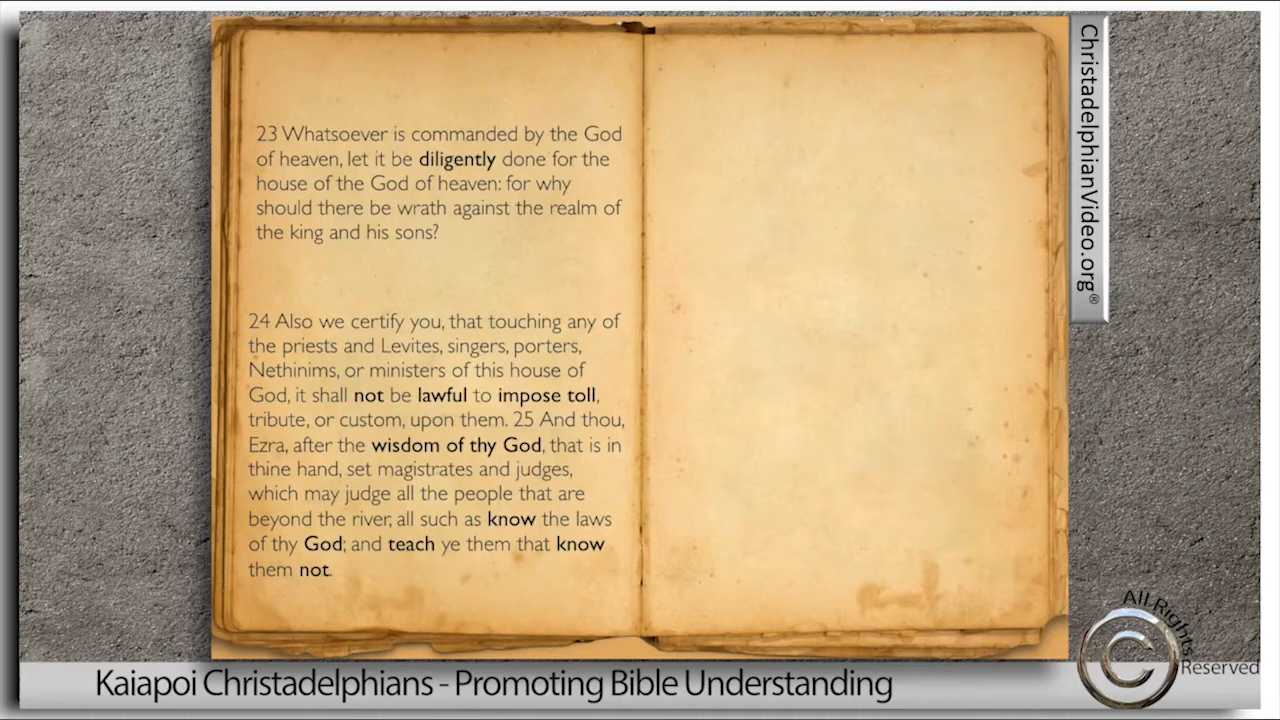 23 Whatsoever is commanded by the God
of heaven, let it be diligently done for the
house of the God of heaven: for why
should there be wrath against the realm of
the king and his sons?
24 Also we certify you, that touching any of
the priests and Levites, singers, porters,
Nethinims, or ministers of this house of
God, it shall not be lawful to impose toll,
tribute, or custom, upon them. 25 And thou,
Ezra, after the wisdom of thy God, that is in
thine hand, set magistrates and judges,
which may judge all the people that are
beyond the river, all such as know the laws
of thy God; and teach ye them that know
them not.
ChristadelphianVideo.org®
All Rights
C
Reserved
Kaiapoi Christadelphians - Promoting Bible Understanding